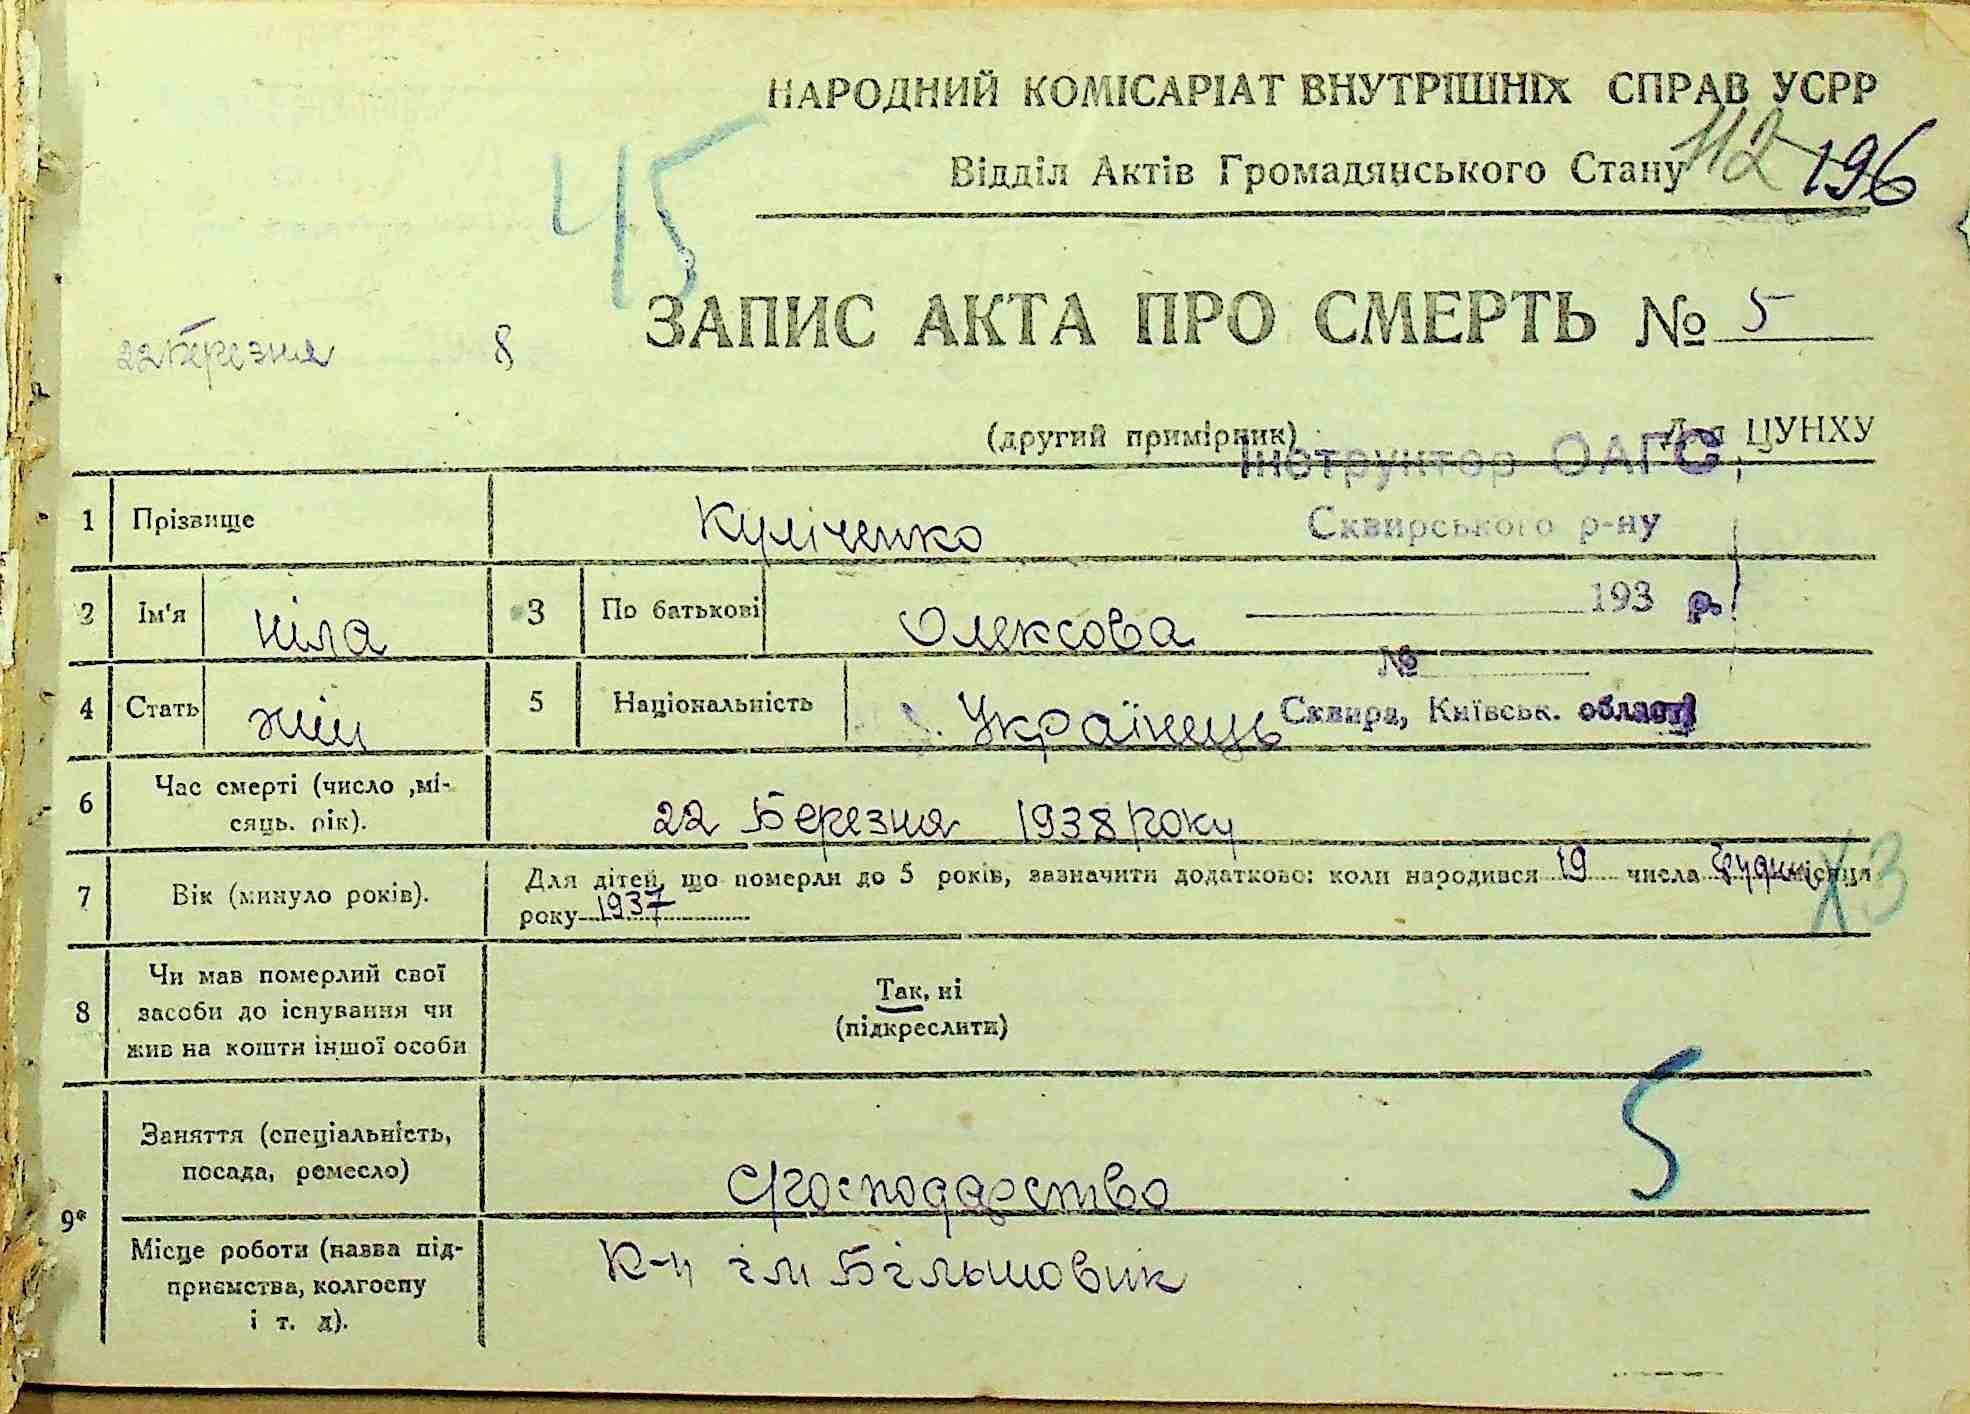 НАРОДНИЙ КОМІСАРІАТ ВНУТРІШНІХ СПРАВ УСРР
45
Відділ Актів Громадянського Стану 112 196
ЗАПИС АКТА ПРО СМЕРТЬ № 5
22 Березня 8
(другий примірник) Для ЦУНХУ
Інструктор ОАГС
Сквирського р-ну
193 р.
№
Сквира, Київськ. області
1 Прізвище Куліченко
2 Ім'я Ніла 3 По батькові Олексова
4 Стать жін 5 Національність Українець
6 Час смерті (число ,мі-
сяць. рік). 22 Березня 1938 року
7 Вік (минуло років). Для дітей, що померли до 5 років, зазначити додатково: коли народився 19 числа Грудня місяця
року 1937
Х3
8 Чи мав померлий свої
засоби до існування чи
жив на кошти іншої особи
Так, ні
(підкреслити)
5
9* Заняття (спеціальність,
посада, ремесло) с/господарство
Місце роботи (назва під-
приємства, колгоспу
і т. д).
К-п ім Більшовик